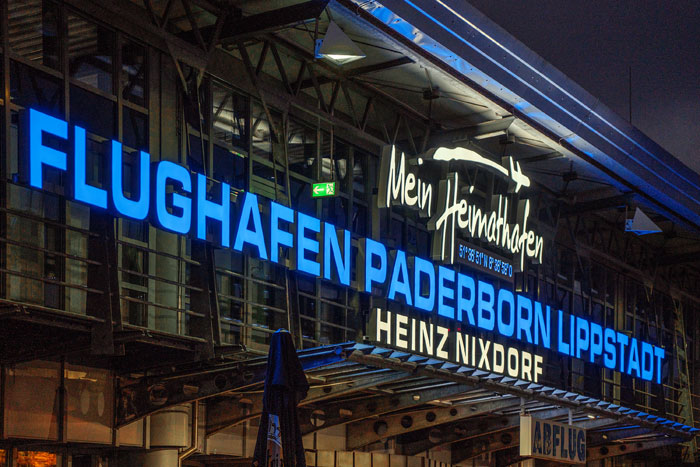 Mein Heimathafen
FLUGHAFEN PADERBORN LIPPSTADT
HEINZ NIXDORF
ABFLUG